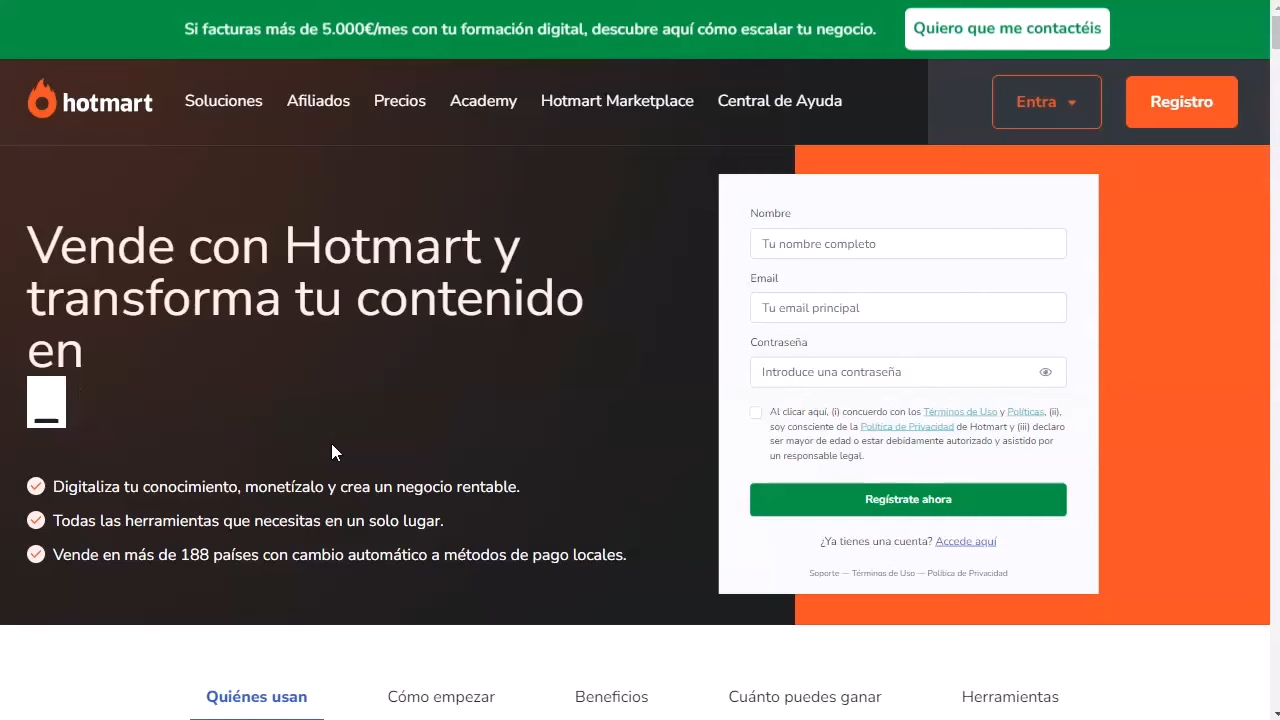 Si facturas más de 5.000€/mes con tu formación digital, descubre aquí cómo escalar tu negocio.
Quiero que me contactéis
hotmart
Soluciones
Afiliados
Precios
Academy
Hotmart Marketplace
Central de Ayuda
Entra
Registro
Vende con Hotmart y
transforma tu contenido
en
_
Digitaliza tu conocimiento, monetízalo y crea un negocio rentable.
Todas las herramientas que necesitas en un solo lugar.
Vende en más de 188 países con cambio automático a métodos de pago locales.
Nombre
Tu nombre completo
Email
Tu email principal
Contraseña
Introduce una contraseña
Al clicar aquí, (i) concuerdo con los Términos de Uso y Políticas, (ii),
soy consciente de la Política de Privacidad de Hotmart y (iii) declaro
ser mayor de edad o estar debidamente autorizado y asistido por
un responsable legal.
Regístrate ahora
¿Ya tienes una cuenta? Accede aquí
Soporte — Términos de Uso — Política de Privacidad
Quiénes usan
Cómo empezar
Beneficios
Cuánto puedes ganar
Herramientas